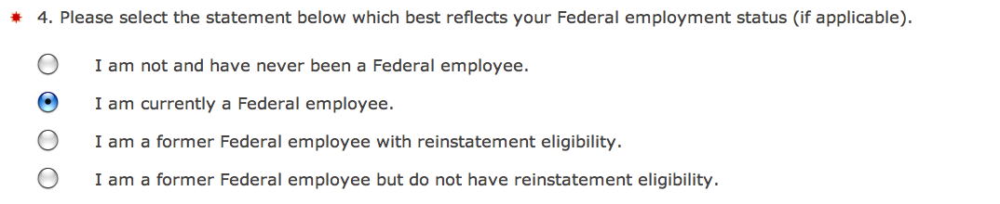 * 4. Please select the statement below which best reflects your Federal employment status (if applicable).
I am not and have never been a Federal employee.
I am currently a Federal employee.
I am a former Federal employee with reinstatement eligibility.
I am a former Federal employee but do not have reinstatement eligibility.